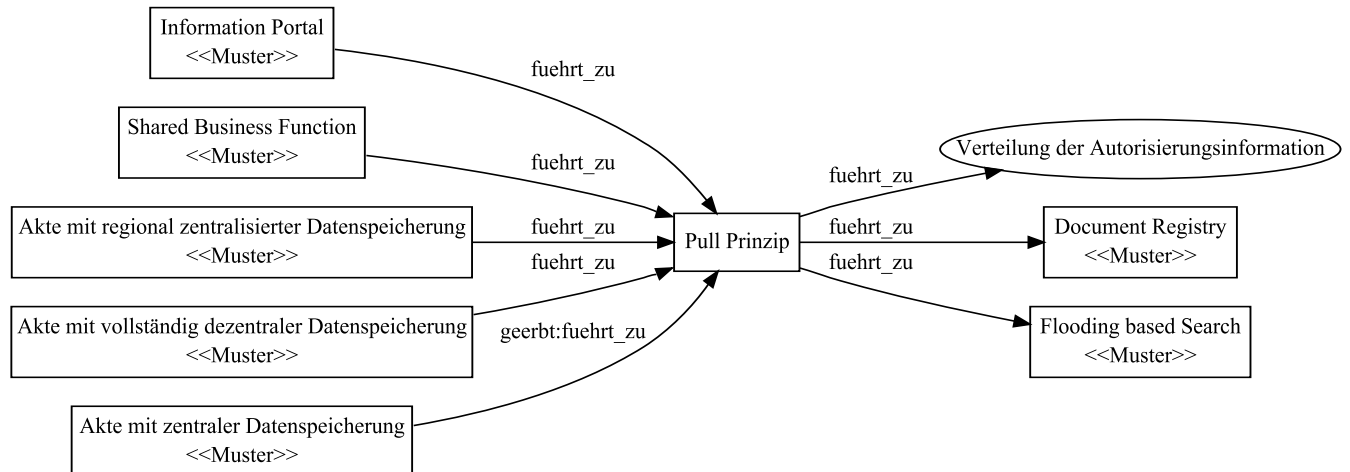 Information Portal
<<Muster>>
fuehrt_zu
Shared Business Function
<<Muster>>
fuehrt_zu
Akte mit regional zentralisierter Datenspeicherung
<<Muster>>
fuehrt_zu
Akte mit vollständig dezentraler Datenspeicherung
<<Muster>>
fuehrt_zu
Akte mit zentraler Datenspeicherung
<<Muster>>
geerbt:fuehrt_zu
Pull Prinzip
fuehrt_zu
Verteilung der Autorisierungsinformation
fuehrt_zu
Document Registry
<<Muster>>
fuehrt_zu
Flooding based Search
<<Muster>>